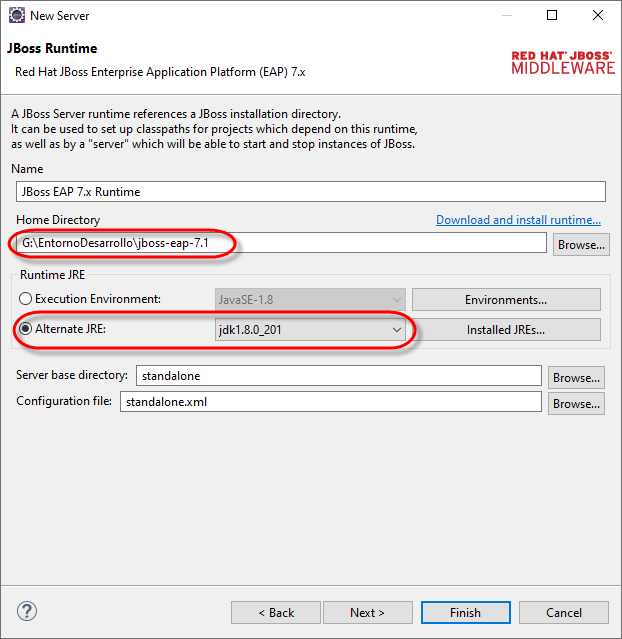 New Server
JBoss Runtime
Red Hat JBoss Enterprise Application Platform (EAP) 7.x
RED HAT® JBOSS®
MIDDLEWARE
A JBoss Server runtime references a JBoss installation directory.
It can be used to set up classpaths for projects which depend on this runtime,
as well as by a "server" which will be able to start and stop instances of JBoss.
Name
JBoss EAP 7.x Runtime
Home Directory
Download and install runtime...
G:\EntornoDesarrollo\jboss-eap-7.1
Browse...
Runtime JRE
Execution Environment:
JavaSE-1.8
Environments...
Alternate JRE:
jdk1.8.0_201
Installed JREs...
Server base directory:
standalone
Browse...
Configuration file:
standalone.xml
Browse...
?
< Back
Next >
Finish
Cancel